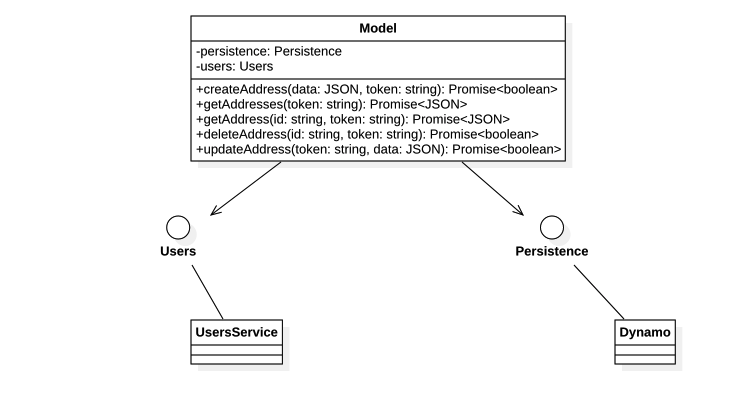 Model
-persistence: Persistence
-users: Users
+createAddress(data: JSON, token: string): Promise<boolean>
+getAddresses(token: string): Promise<JSON>
+getAddress(id: string, token: string): Promise<JSON>
+deleteAddress(id: string, token: string): Promise<boolean>
+updateAddress(token: string, data: JSON): Promise<boolean>
Users
Persistence
UsersService
Dynamo